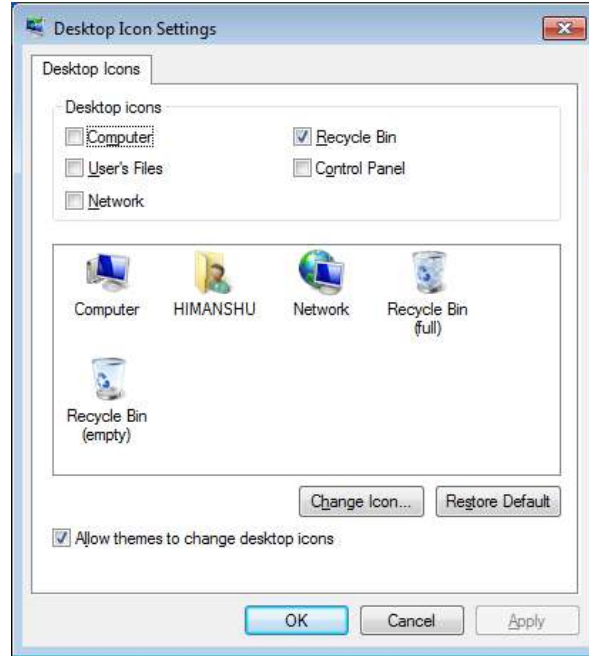 Desktop Icon Settings
Desktop Icons
Desktop icons
Computer
Recycle Bin
User's Files
Control Panel
Network
Computer
HIMANSHU
Network
Recycle Bin
(full)
Recycle Bin
(empty)
Change Icon...
Restore Default
Allow themes to change desktop icons
OK
Cancel
Apply